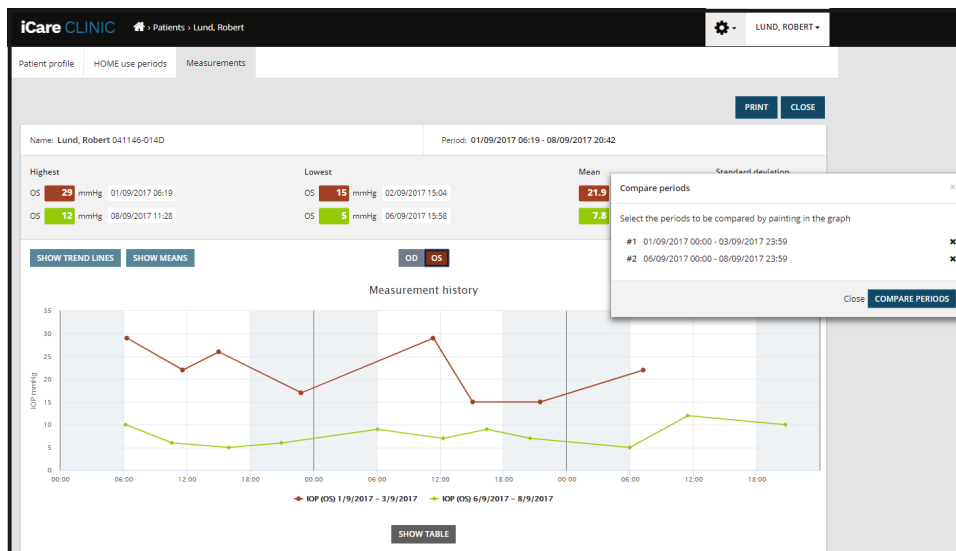 iCare CLINIC › Patients › Lund, Robert LUND, ROBERT
Patient profile HOME use periods Measurements
PRINT CLOSE
Name: Lund, Robert 041146-014D Period: 01/09/2017 06:19 - 08/09/2017 20:42
Highest Lowest Mean Standard deviation
OS 29 mmHg 01/09/2017 06:19 OS 15 mmHg 02/09/2017 15:04 21.9
OS 12 mmHg 08/09/2017 11:28 OS 5 mmHg 06/09/2017 15:58 7.8
Compare periods ×
Select the periods to be compared by painting in the graph
#1 01/09/2017 00:00 - 03/09/2017 23:59 ×
#2 06/09/2017 00:00 - 08/09/2017 23:59 ×
Close COMPARE PERIODS
SHOW TREND LINES SHOW MEANS OD OS
Measurement history
IOP mmHg
35
30
25
20
15
10
5
0
00:00 06:00 12:00 18:00 00:00 06:00 12:00 18:00 00:00 06:00 12:00 18:00
IOP (OS) 1/9/2017 – 3/9/2017 IOP (OS) 6/9/2017 – 8/9/2017
SHOW TABLE